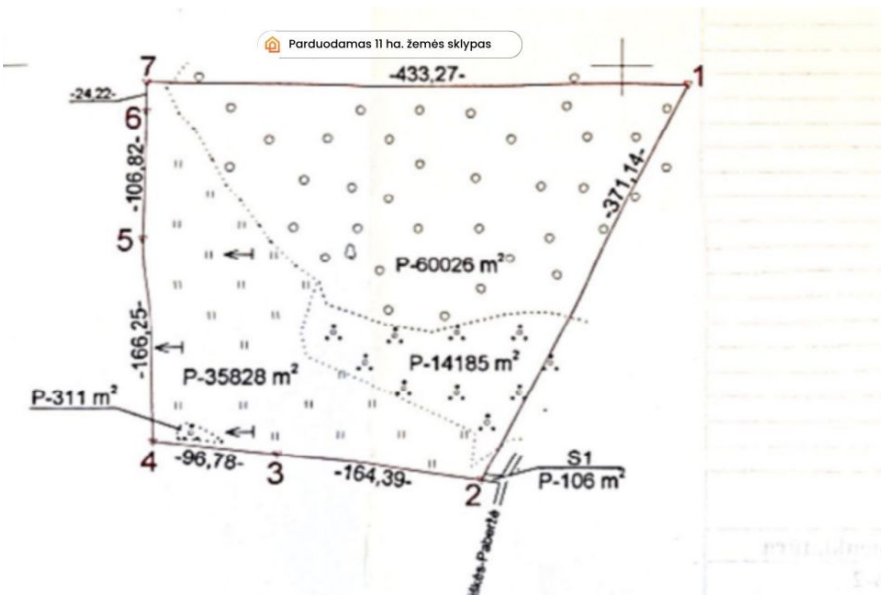 Parduodamas 11 ha. žemės sklypas
7
-433,27-
1
-24,22-
6
-106,82-
-371,14-
5
P-60026 m²
-166,25-
P-14185 m²
P-35828 m²
P-311 m²
4
-96,78-
3
-164,39-
2
S1
P-106 m²
-Pabertė